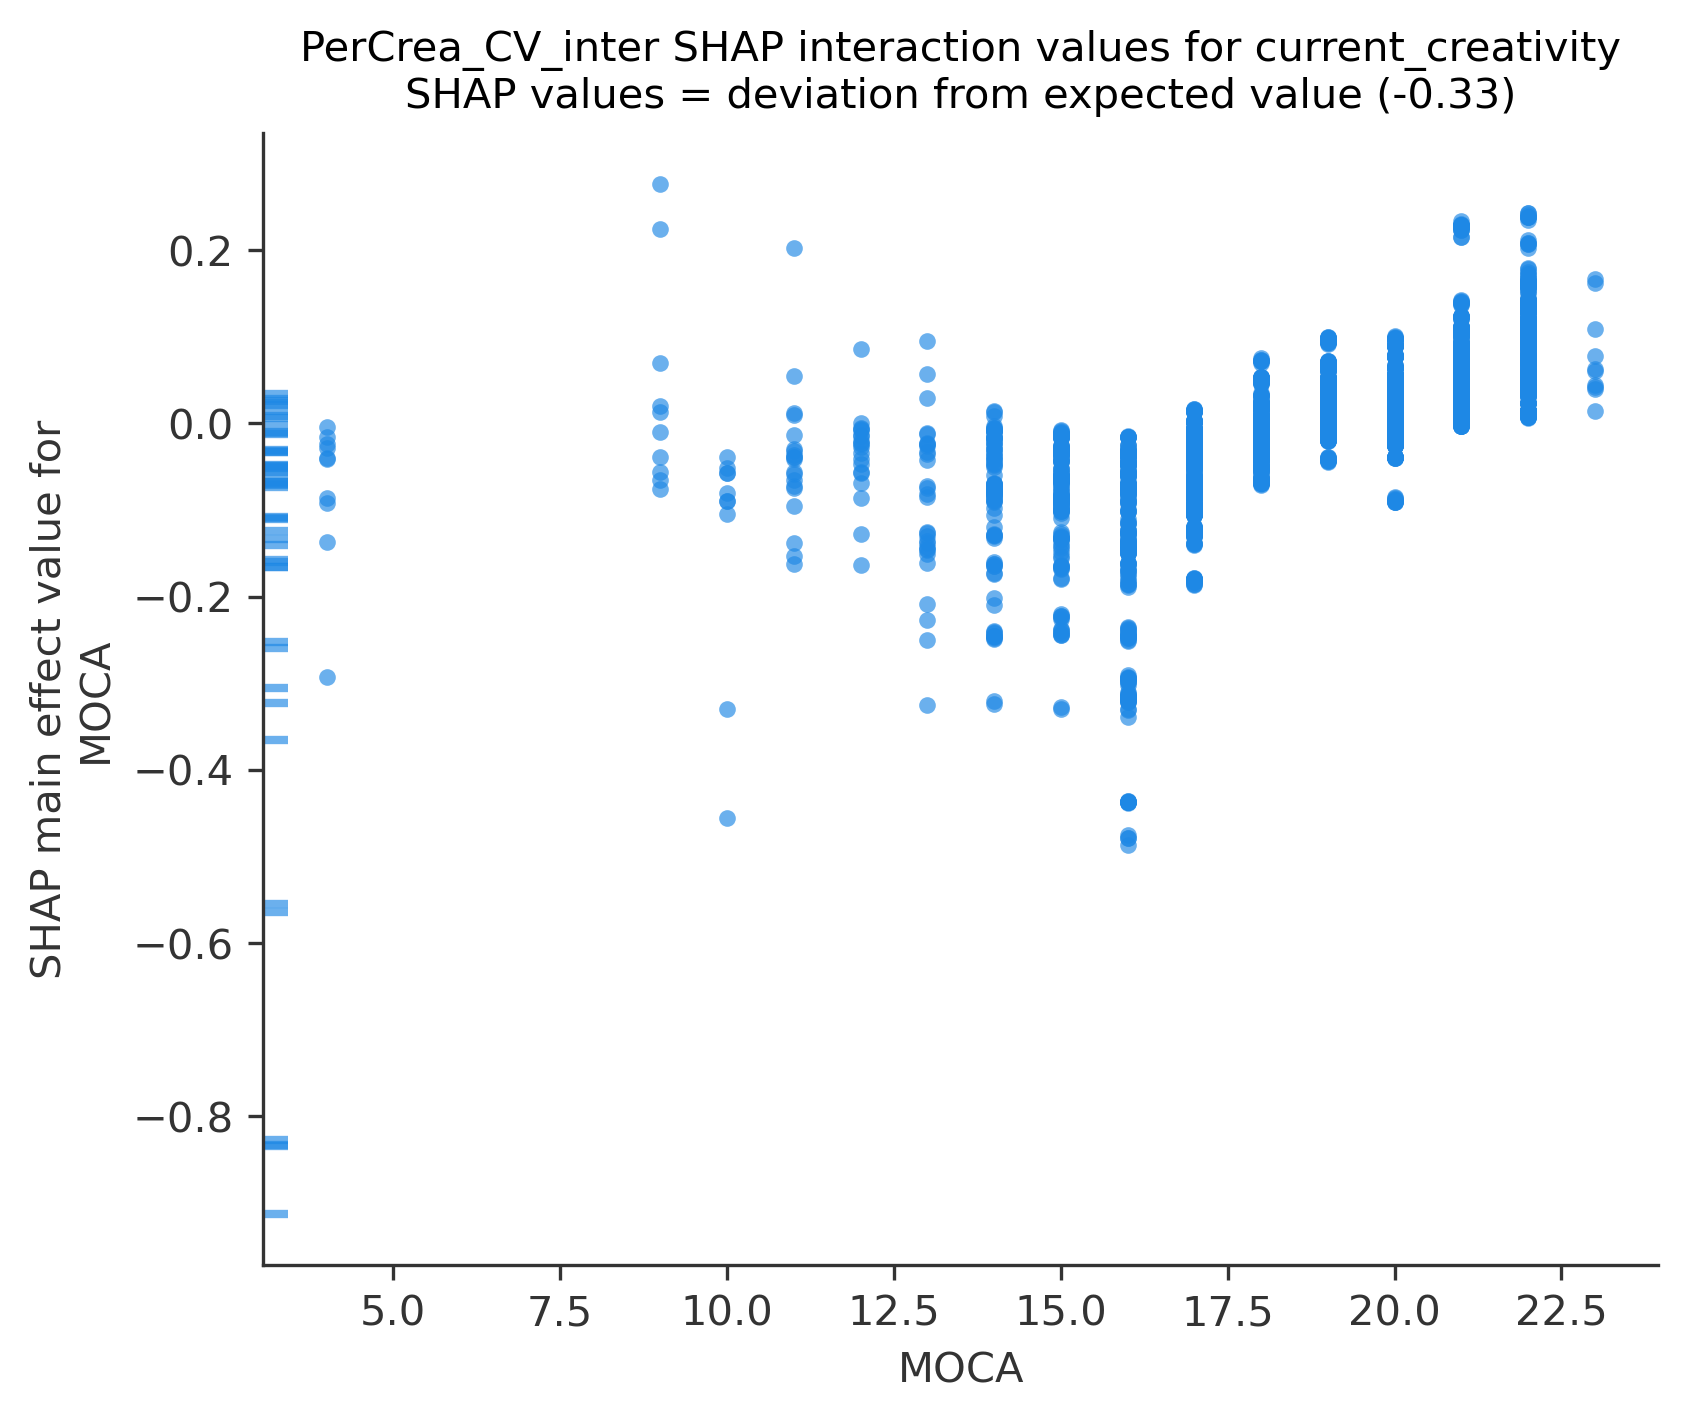 PerCrea_CV_inter SHAP interaction values for current_creativity
SHAP values = deviation from expected value (-0.33)
SHAP main effect value for
MOCA
0.2
0.0
−0.2
−0.4
−0.6
−0.8
5.0 7.5 10.0 12.5 15.0 17.5 20.0 22.5
MOCA